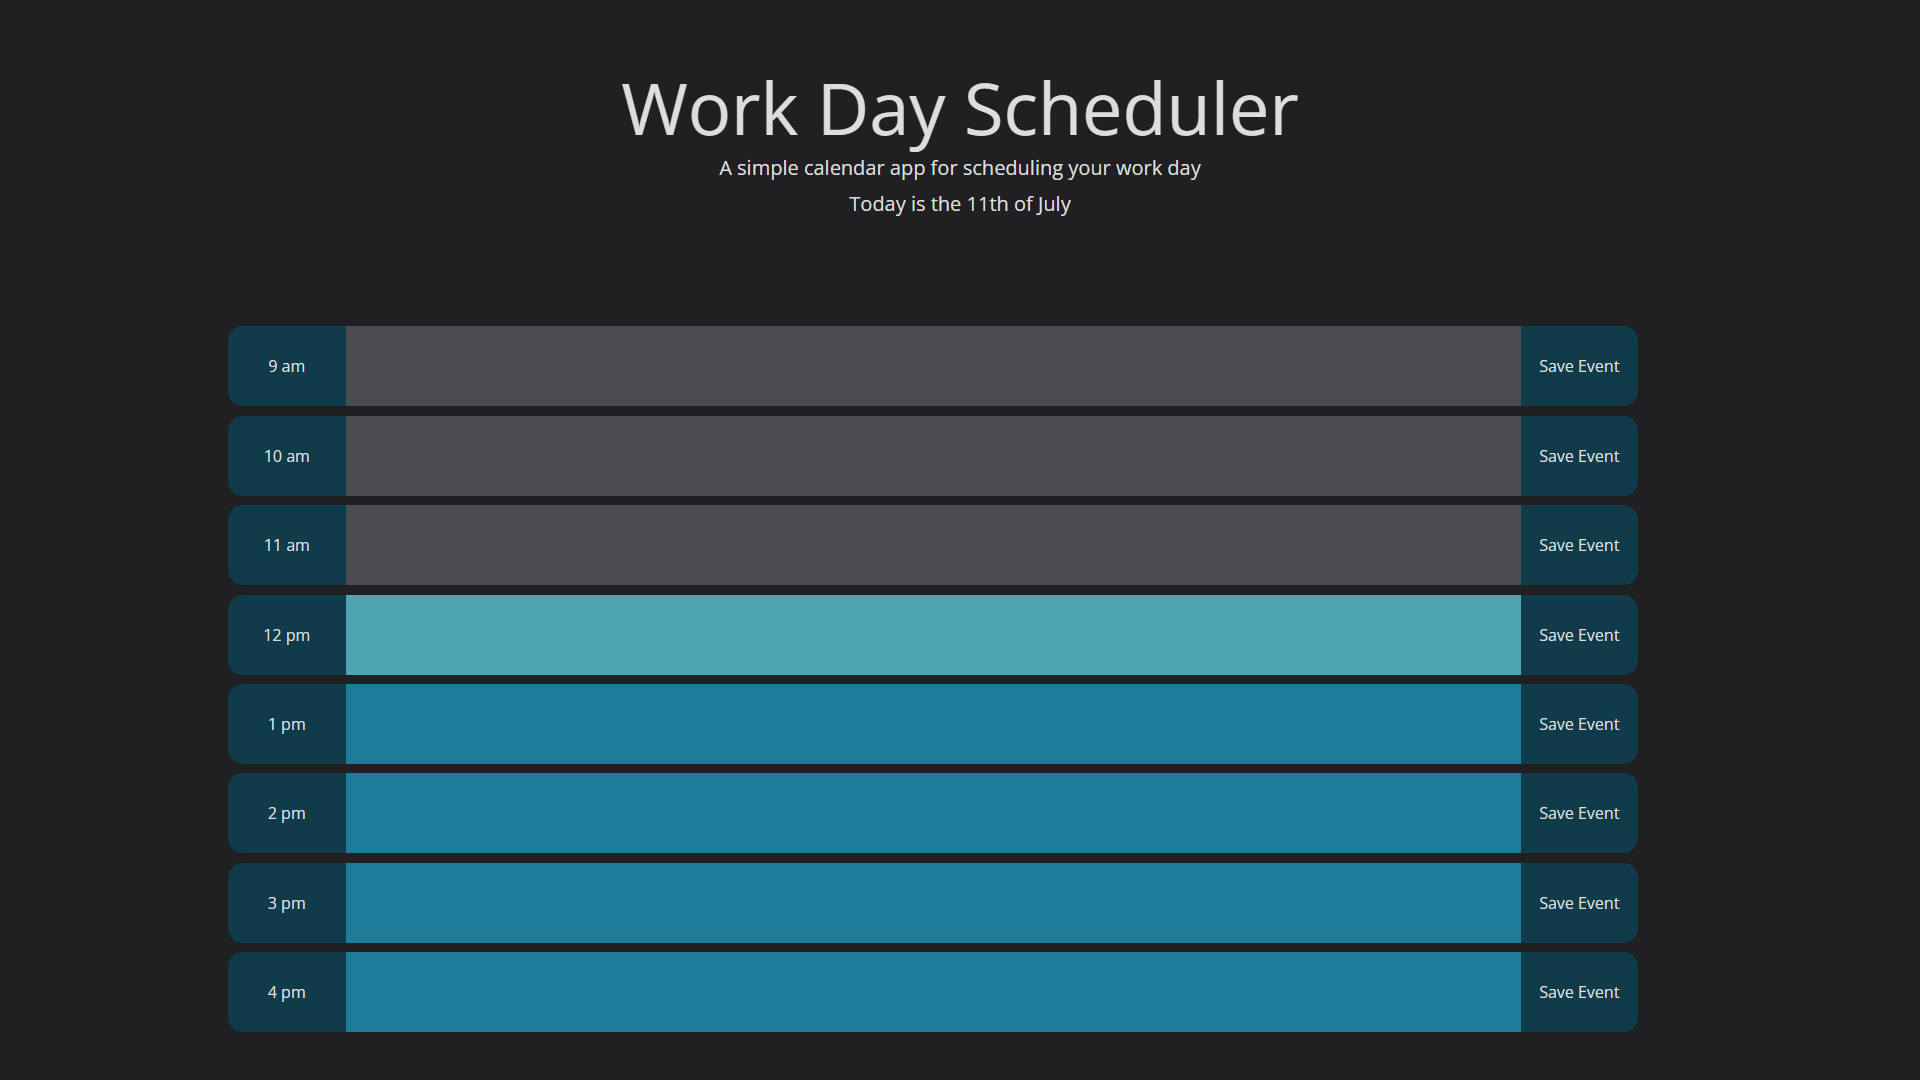 Work Day Scheduler
A simple calendar app for scheduling your work day
Today is the 11th of July
9 am Save Event
10 am Save Event
11 am Save Event
12 pm Save Event
1 pm Save Event
2 pm Save Event
3 pm Save Event
4 pm Save Event